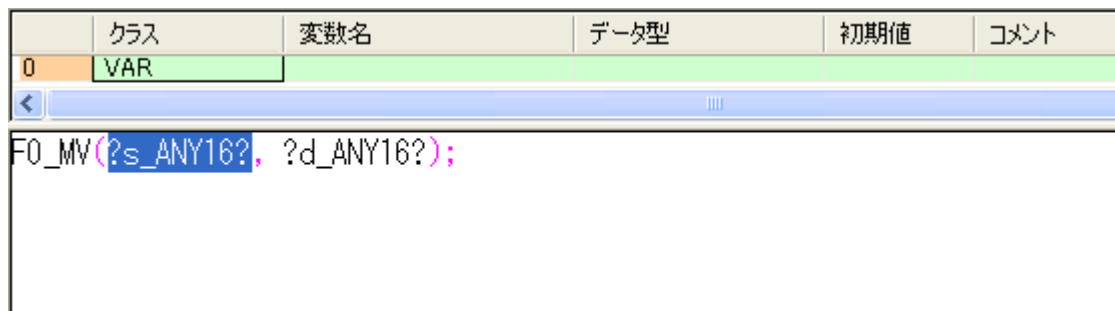 クラス 変数名 データ型 初期値 コメント
0 VAR
F0_MV(?s_ANY16?, ?d_ANY16?);